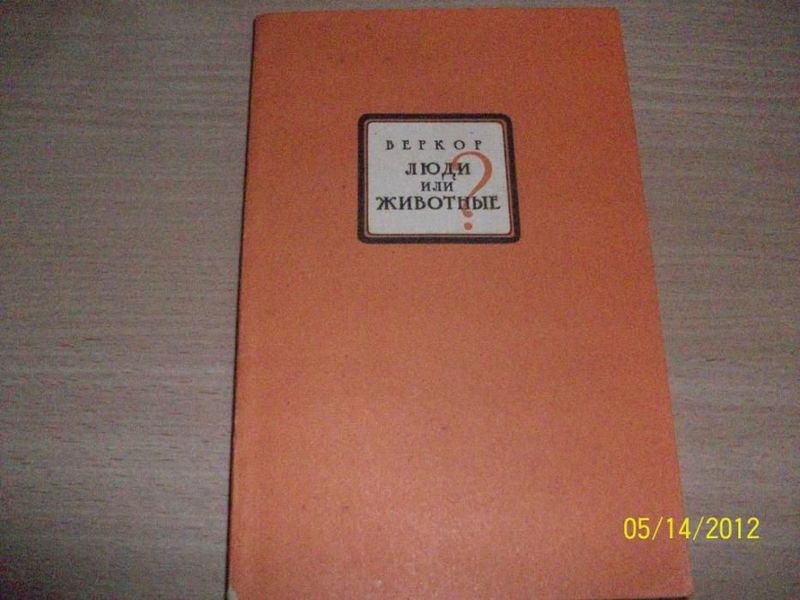 ВЕРКОР
ЛЮДИ
ИЛИ
ЖИВОТНЫЕ
?
05/14/2012